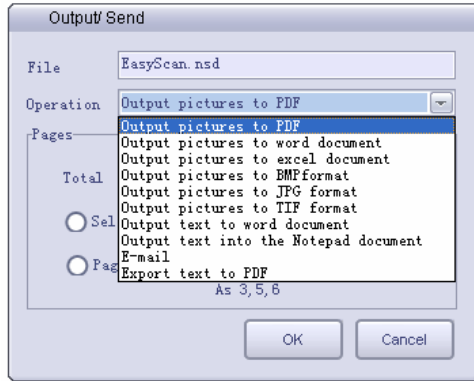 Output/ Send
File EasyScan.nsd
Operation Output pictures to PDF
Pages
Output pictures to PDF
Output pictures to word document
Output pictures to excel document
Output pictures to BMPformat
Total
Output pictures to JPG format
Output pictures to TIF format
Sel
Output text to word document
Output text into the Notepad document
E-mail
Pag
Export text to PDF
As 3,5,6
OK Cancel